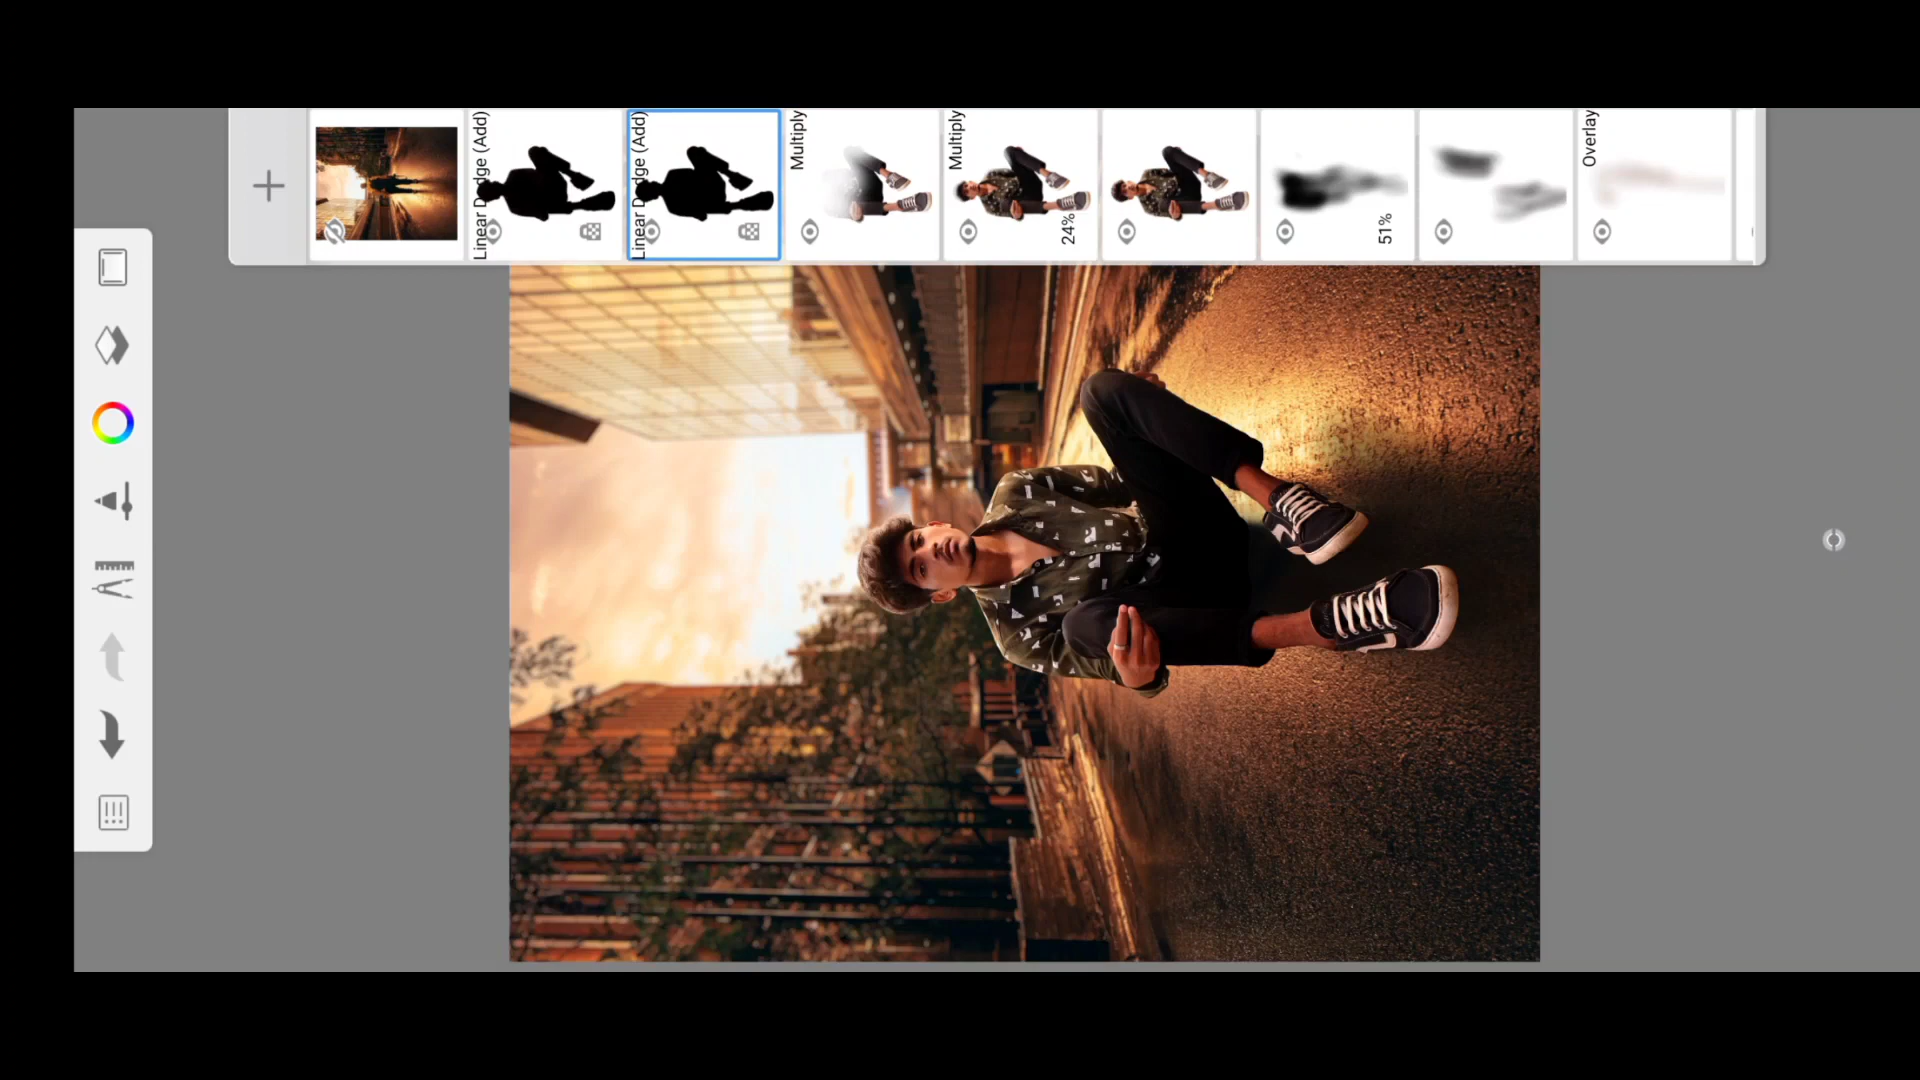 Linear Dodge (Add)
Linear Dodge (Add)
Multiply
Multiply
24%
51%
Overlay